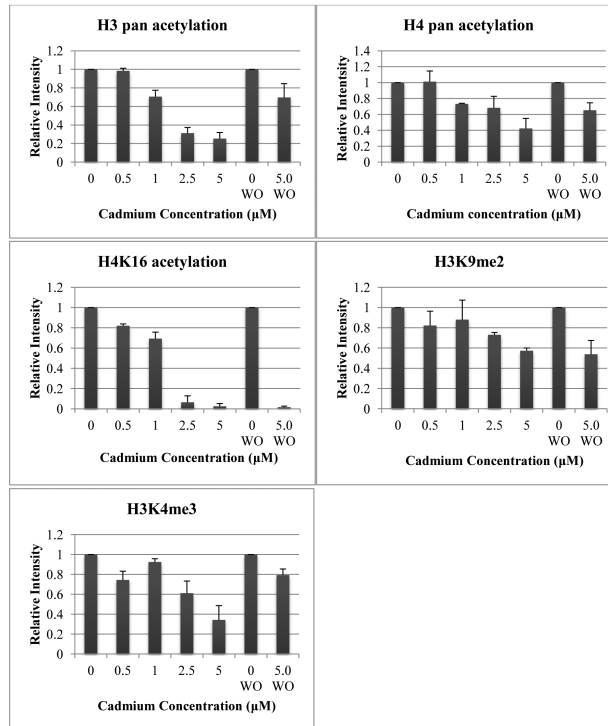 H3 pan acetylation
Relative Intensity
1.2
1
0.8
0.6
0.4
0.2
0
0 0.5 1 2.5 5 0 5.0
WO WO
Cadmium Concentration (µM)
H4 pan acetylation
Relative Intentsity
1.4
1.2
1
0.8
0.6
0.4
0.2
0
0 0.5 1 2.5 5 0 5.0
WO WO
Cadmium concentration (µM)
H4K16 acetylation
Relative Intensity
1.2
1
0.8
0.6
0.4
0.2
0
0 0.5 1 2.5 5 0 5.0
WO WO
Cadmium Concentration (µM)
H3K9me2
Relative Intensity
1.2
1
0.8
0.6
0.4
0.2
0
0 0.5 1 2.5 5 0 5.0
WO WO
Cadmium Concentration (µM)
H3K4me3
Relative Intensity
1.2
1
0.8
0.6
0.4
0.2
0
0 0.5 1 2.5 5 0 5.0
WO WO
Cadmium Concentration (µM)